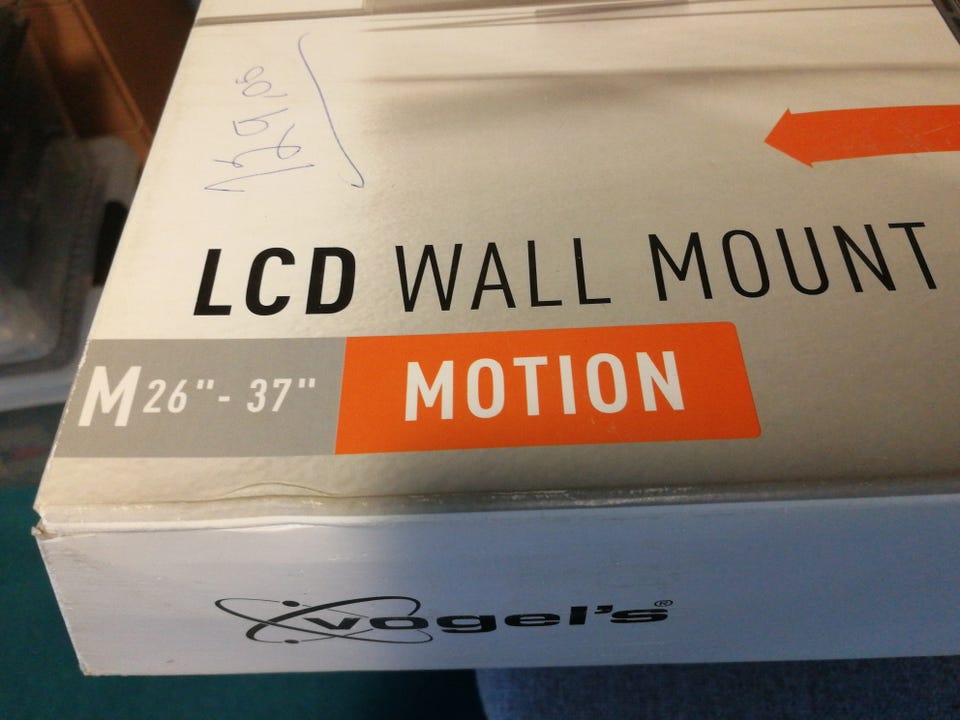 LCD WALL MOUNT
M 26"- 37" MOTION
vogel's®